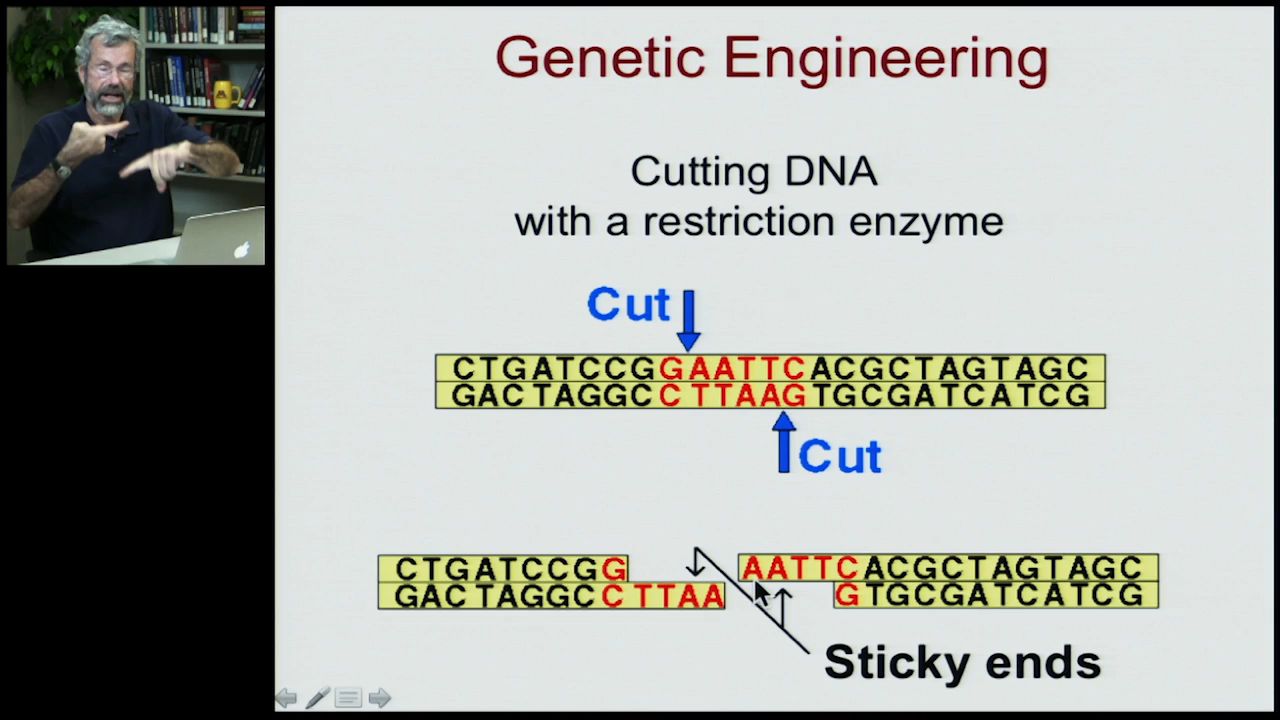 Genetic Engineering
Cutting DNA
with a restriction enzyme
Cut
CTGATCCGGAATTCACGCTAGTAGC
GACTAGGCCTTAAGTGCGATCATCG
Cut
CTGATCCGG AATTCACGCTAGTAGC
GACTAGGCCTTAA GTGCGATCATCG
Sticky ends